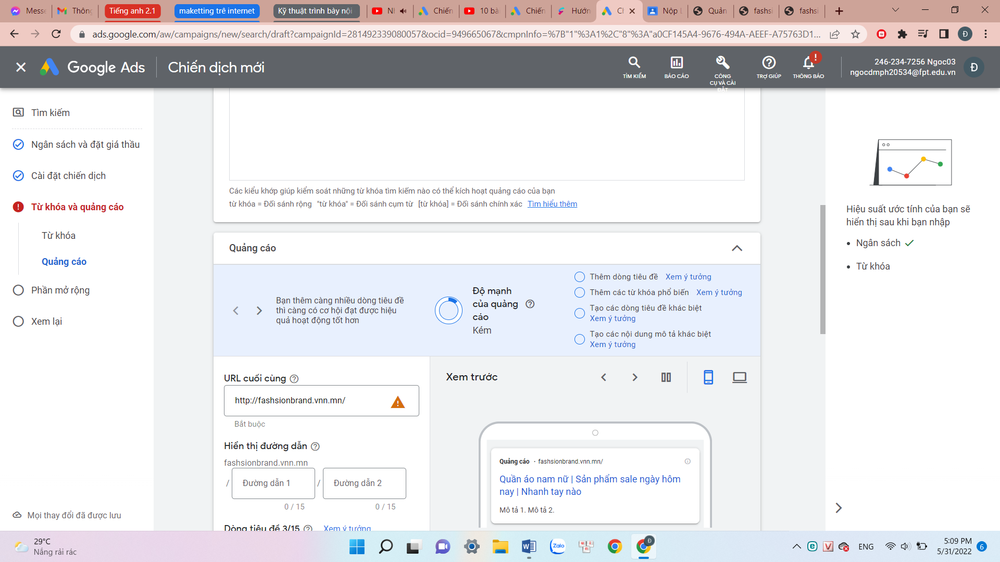 Messe
Thông
Tiếng anh 2.1
maketting trê internet
Kỹ thuật trình bày nội
Nh
Chiến
10 bà
Chiến
Hướn
Ch
Nộp
Quản
fashsi
fashsi
ads.google.com/aw/campaigns/new/search/draft?campaignId=281492339080057&ocid=949665067&cmpnInfo=%7B"1"%3A1%2C"8"%3A"a0CF145A4-9676-494A-AEEF-A75763D1...
Đ
Google Ads
Chiến dịch mới
TÌM KIẾM
BÁO CÁO
CÔNG
CỤ VÀ CÀI
ĐẶT
TRỢ GIÚP
THÔNG BÁO
246-234-7256 Ngoc03
ngocdmph20534@fpt.edu.vn
Đ
Tìm kiếm
Ngân sách và đặt giá thầu
Cài đặt chiến dịch
Từ khóa và quảng cáo
Từ khóa
Quảng cáo
Phần mở rộng
Xem lại
Mọi thay đổi đã được lưu
Các kiểu khớp giúp kiểm soát những từ khóa tìm kiếm nào có thể kích hoạt quảng cáo của bạn
từ khóa = Đối sánh rộng "từ khóa" = Đối sánh cụm từ [từ khóa] = Đối sánh chính xác Tìm hiểu thêm
Quảng cáo
Bạn thêm càng nhiều dòng tiêu đề
thì càng có cơ hội đạt được hiệu
quả hoạt động tốt hơn
Độ mạnh
của quảng
cáo
Kém
Thêm dòng tiêu đề Xem ý tưởng
Thêm các từ khóa phổ biến Xem ý tưởng
Tạo các dòng tiêu đề khác biệt
Xem ý tưởng
Tạo các nội dung mô tả khác biệt
Xem ý tưởng
URL cuối cùng
http://fashsionbrand.vnn.mn/
Bắt buộc
Hiển thị đường dẫn
fashsionbrand.vnn.mn
/ Đường dẫn 1 / Đường dẫn 2
0 / 15
0 / 15
Dòng tiêu đề 3/15 Xem ý tưởng
Xem trước
Quảng cáo · fashsionbrand.vnn.mn/
Quần áo nam nữ | Sản phẩm sale ngày hôm
nay | Nhanh tay nào
Mô tả 1. Mô tả 2.
Hiệu suất ước tính của bạn sẽ
hiển thị sau khi bạn nhập
• Ngân sách
• Từ khóa
29°C
Nắng rải rác
Zalo
ENG
5:09 PM
5/31/2022
6